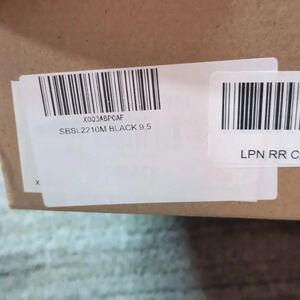 X003ABPCAF
SBSL2210M BLACK 9.5
LPN RR C
X